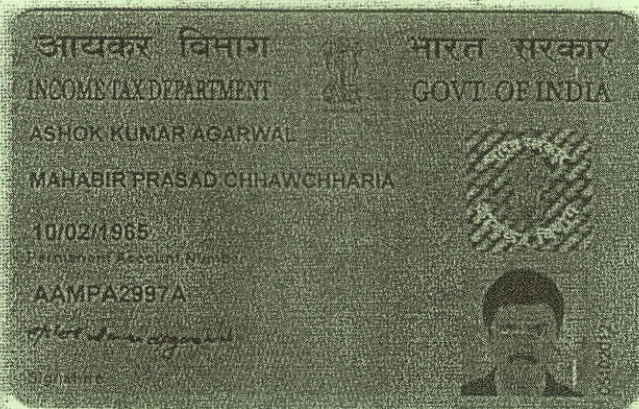 आयकर विभाग
भारत सरकार
INCOME TAX DEPARTMENT
GOVT. OF INDIA
ASHOK KUMAR AGARWAL
MAHABIR PRASAD CHHAWCHHARIA
10/02/1965
Permanent Account Number
AAMPA2997A
Signature